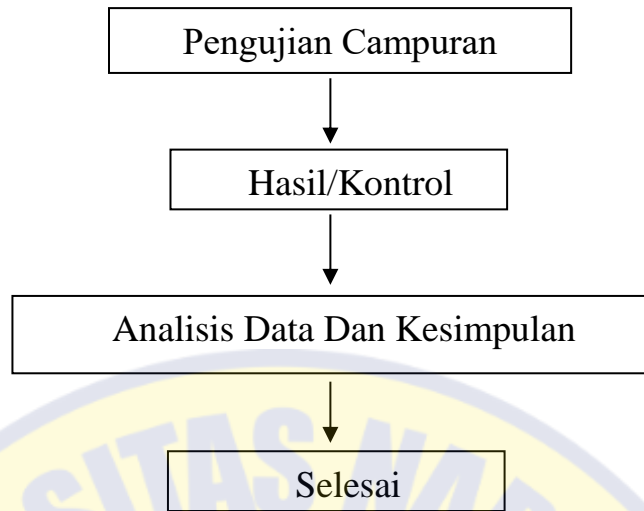 Pengujian Campuran
Hasil/Kontrol
Analisis Data Dan Kesimpulan
Selesai